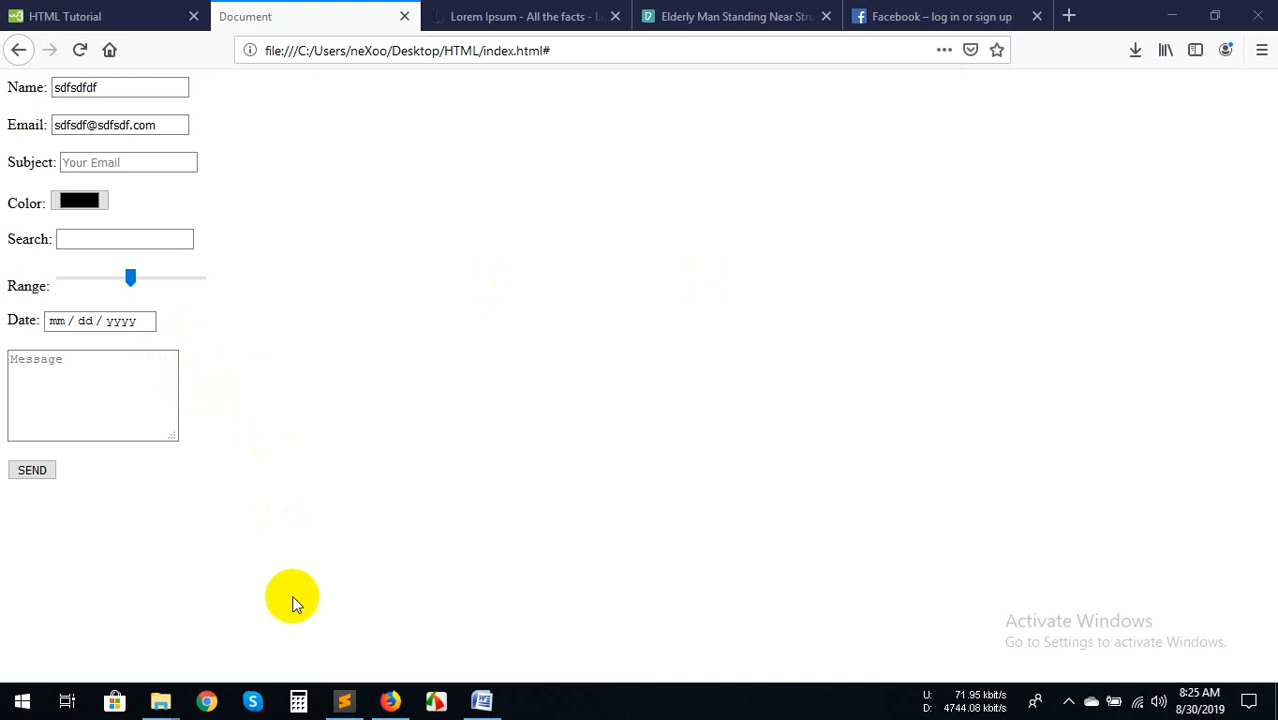 HTML Tutorial
Document
Lorem Ipsum - All the facts - L
Elderly Man Standing Near Stru
Facebook – log in or sign up
file:///C:/Users/neXoo/Desktop/HTML/index.html#
Name: sdfsdfdf
Email: sdfsdf@sdfsdf.com
Subject: Your Email
Color:
Search:
Range:
Date: mm / dd / yyyy
Message
SEND
Activate Windows
Go to Settings to activate Windows.
U: 71.95 kbit/s
D: 4744.08 kbit/s
8:25 AM
8/30/2019